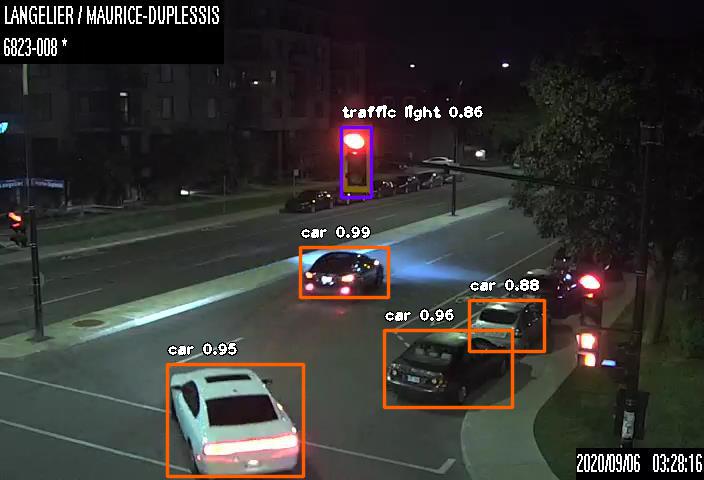 LANGELIER / MAURICE-DUPLESSIS
6823-008 *
traffic light 0.86
car 0.99
car 0.88
car 0.96
car 0.95
2020/09/06 03:28:16